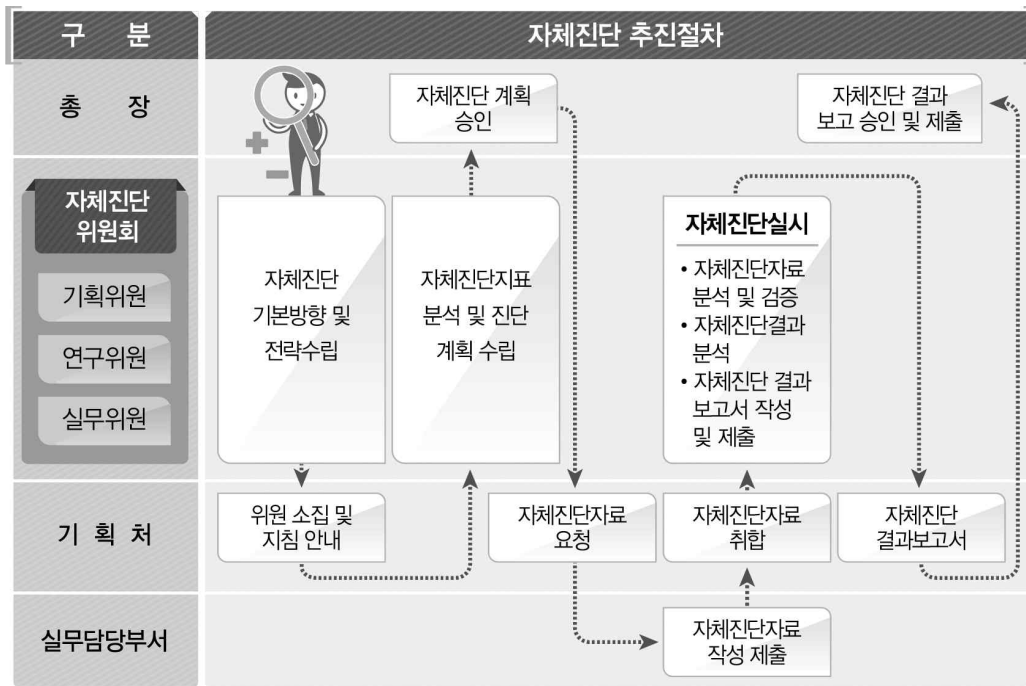 구 분
자체진단 추진절차
총 장
자체진단 계획
승인
자체진단 결과
보고 승인 및 제출
자체진단
위원회
기획위원
연구위원
실무위원
자체진단
기본방향 및
전략수립
자체진단지표
분석 및 진단
계획 수립
자체진단실시
• 자체진단자료
분석 및 검증
• 자체진단결과
분석
• 자체진단 결과
보고서 작성
및 제출
기 획 처
위원 소집 및
지침 안내
자체진단자료
요청
자체진단자료
취합
자체진단
결과보고서
실무담당부서
자체진단자료
작성 제출